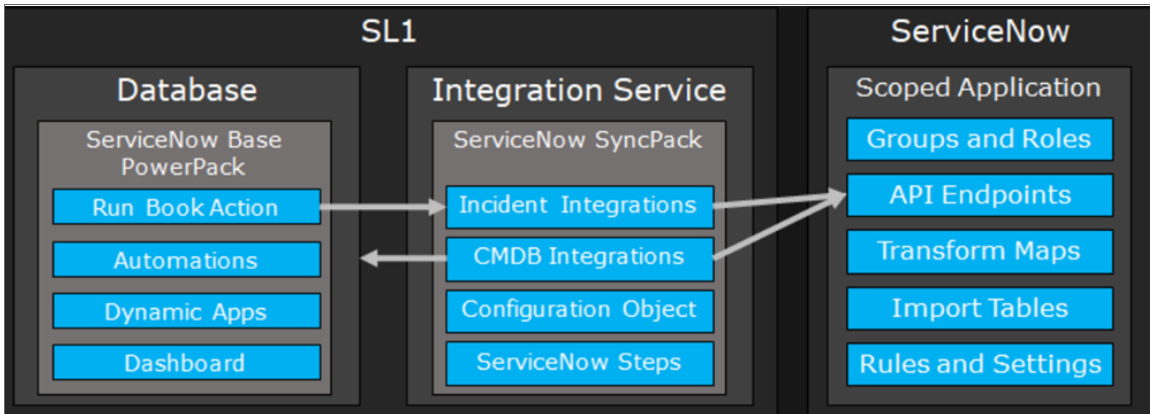 SL1
Database
ServiceNow Base
PowerPack
Run Book Action
Automations
Dynamic Apps
Dashboard
Integration Service
ServiceNow SyncPack
Incident Integrations
CMDB Integrations
Configuration Object
ServiceNow Steps
ServiceNow
Scoped Application
Groups and Roles
API Endpoints
Transform Maps
Import Tables
Rules and Settings